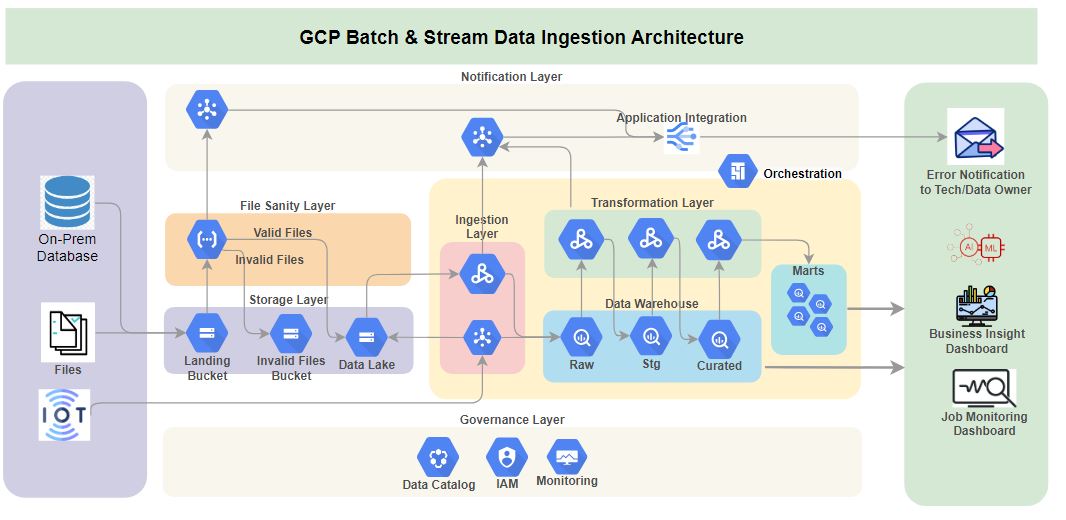 GCP Batch & Stream Data Ingestion Architecture
Notification Layer
Application Integration
Orchestration
Error Notification
to Tech/Data Owner
On-Prem
Database
File Sanity Layer
Valid Files
Invalid Files
Ingestion
Layer
Transformation Layer
AI
ML
Marts
Storage Layer
Data Warehouse
Files
Landing
Bucket
Invalid Files
Bucket
Data Lake
Raw
Stg
Curated
Business Insight
Dashboard
IOT
Job Monitoring
Dashboard
Governance Layer
Data Catalog
IAM
Monitoring